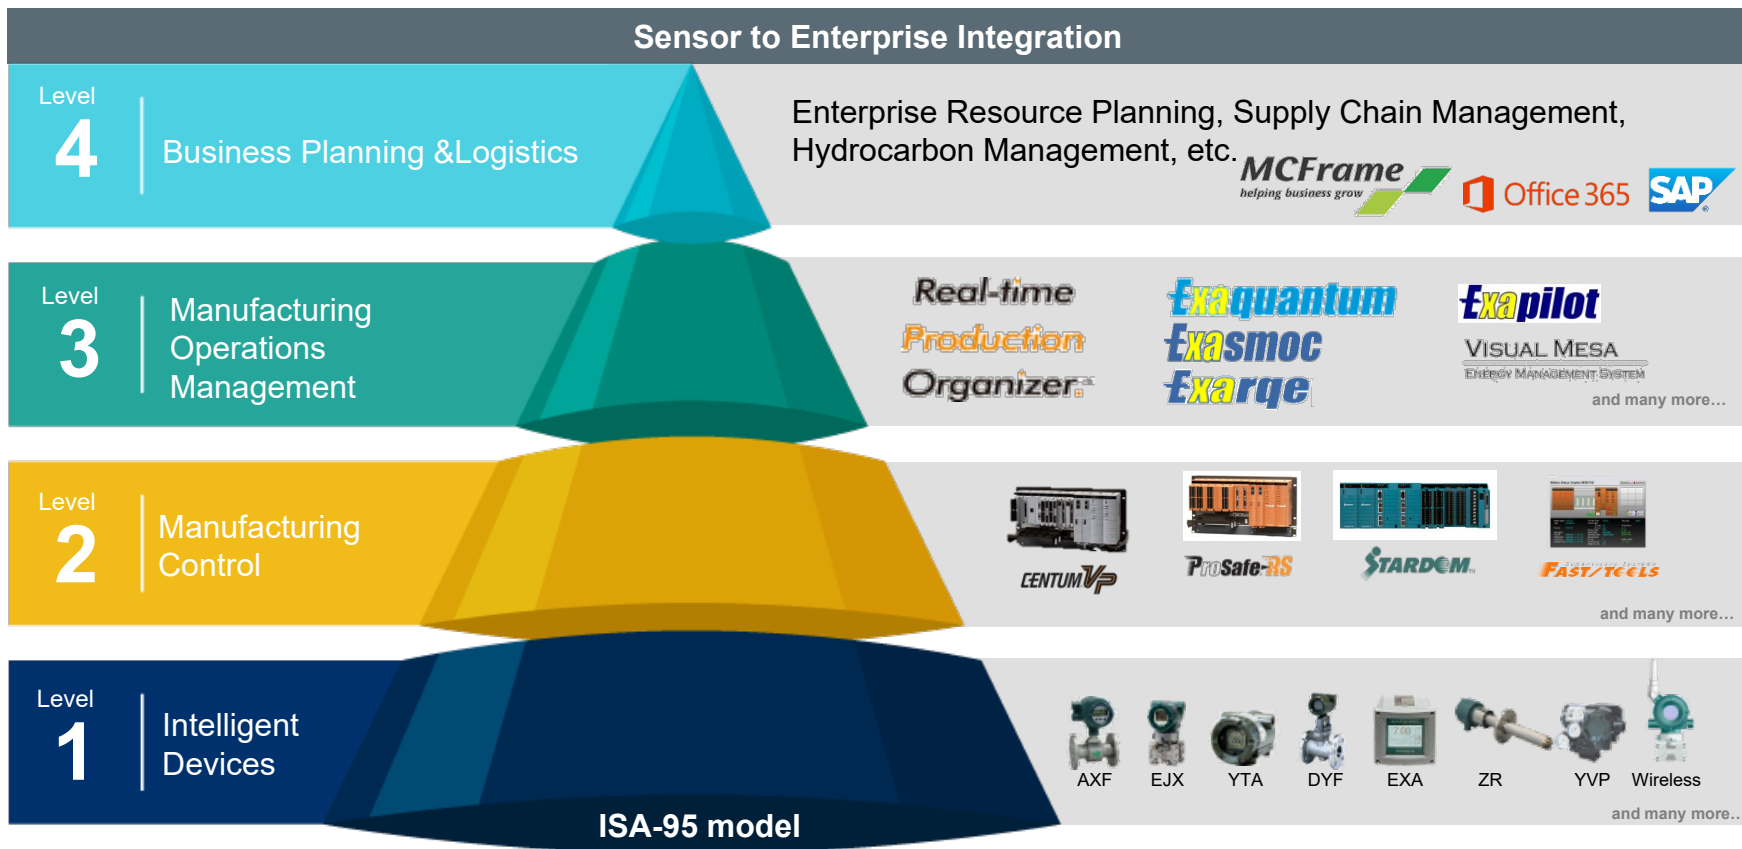 Sensor to Enterprise Integration
Level
4
Business Planning &Logistics
Enterprise Resource Planning, Supply Chain Management,
Hydrocarbon Management, etc.
MCFrame
helping business grow
Office 365
SAP
Level
3
Manufacturing
Operations
Management
Real-time
Production
Organizer
Exaquantum
Exasmoc
Exarqe
Exapilot
VISUAL MESA
ENERGY MANAGEMENT SYSTEM
and many more...
Level
2
Manufacturing
Control
CENTUM VP
ProSafe-RS
STARDOM
FAST/TOOLS
and many more...
Level
1
Intelligent
Devices
AXF
EJX
YTA
DYF
EXA
ZR
YVP
Wireless
and many more..
ISA-95 model